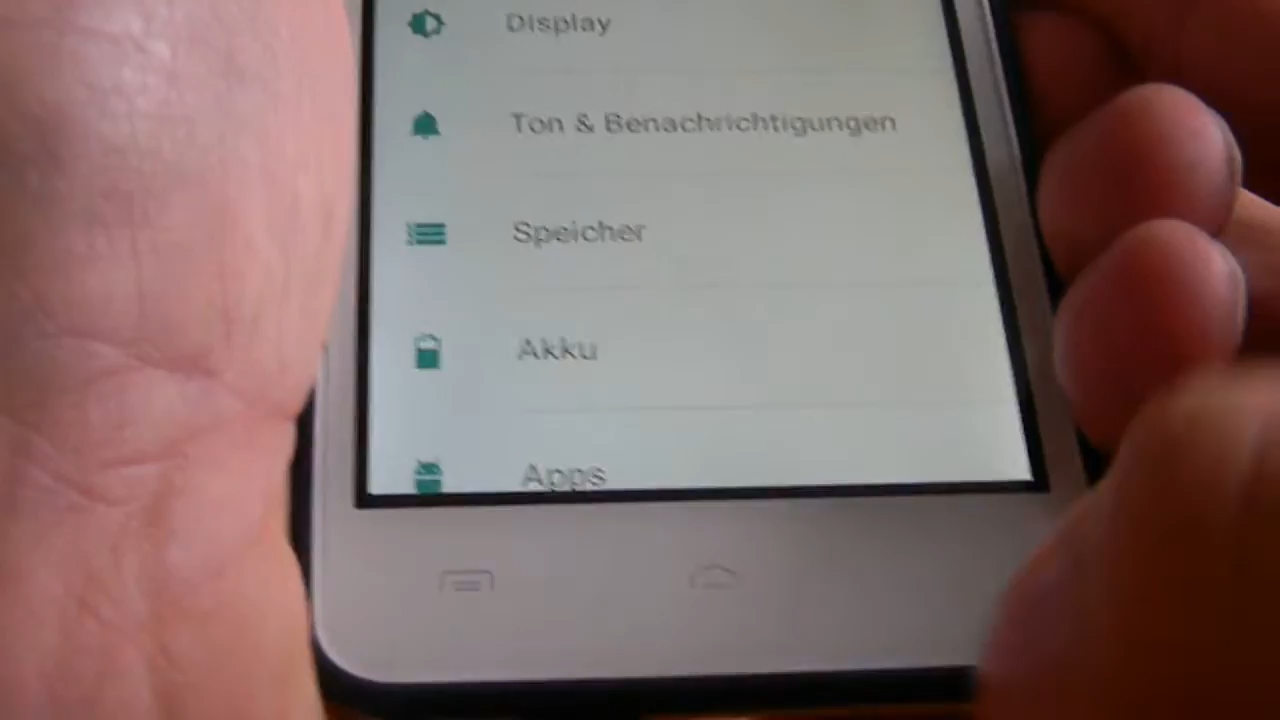 Display
Ton & Benachrichtigungen
Speicher
Akku
Apps